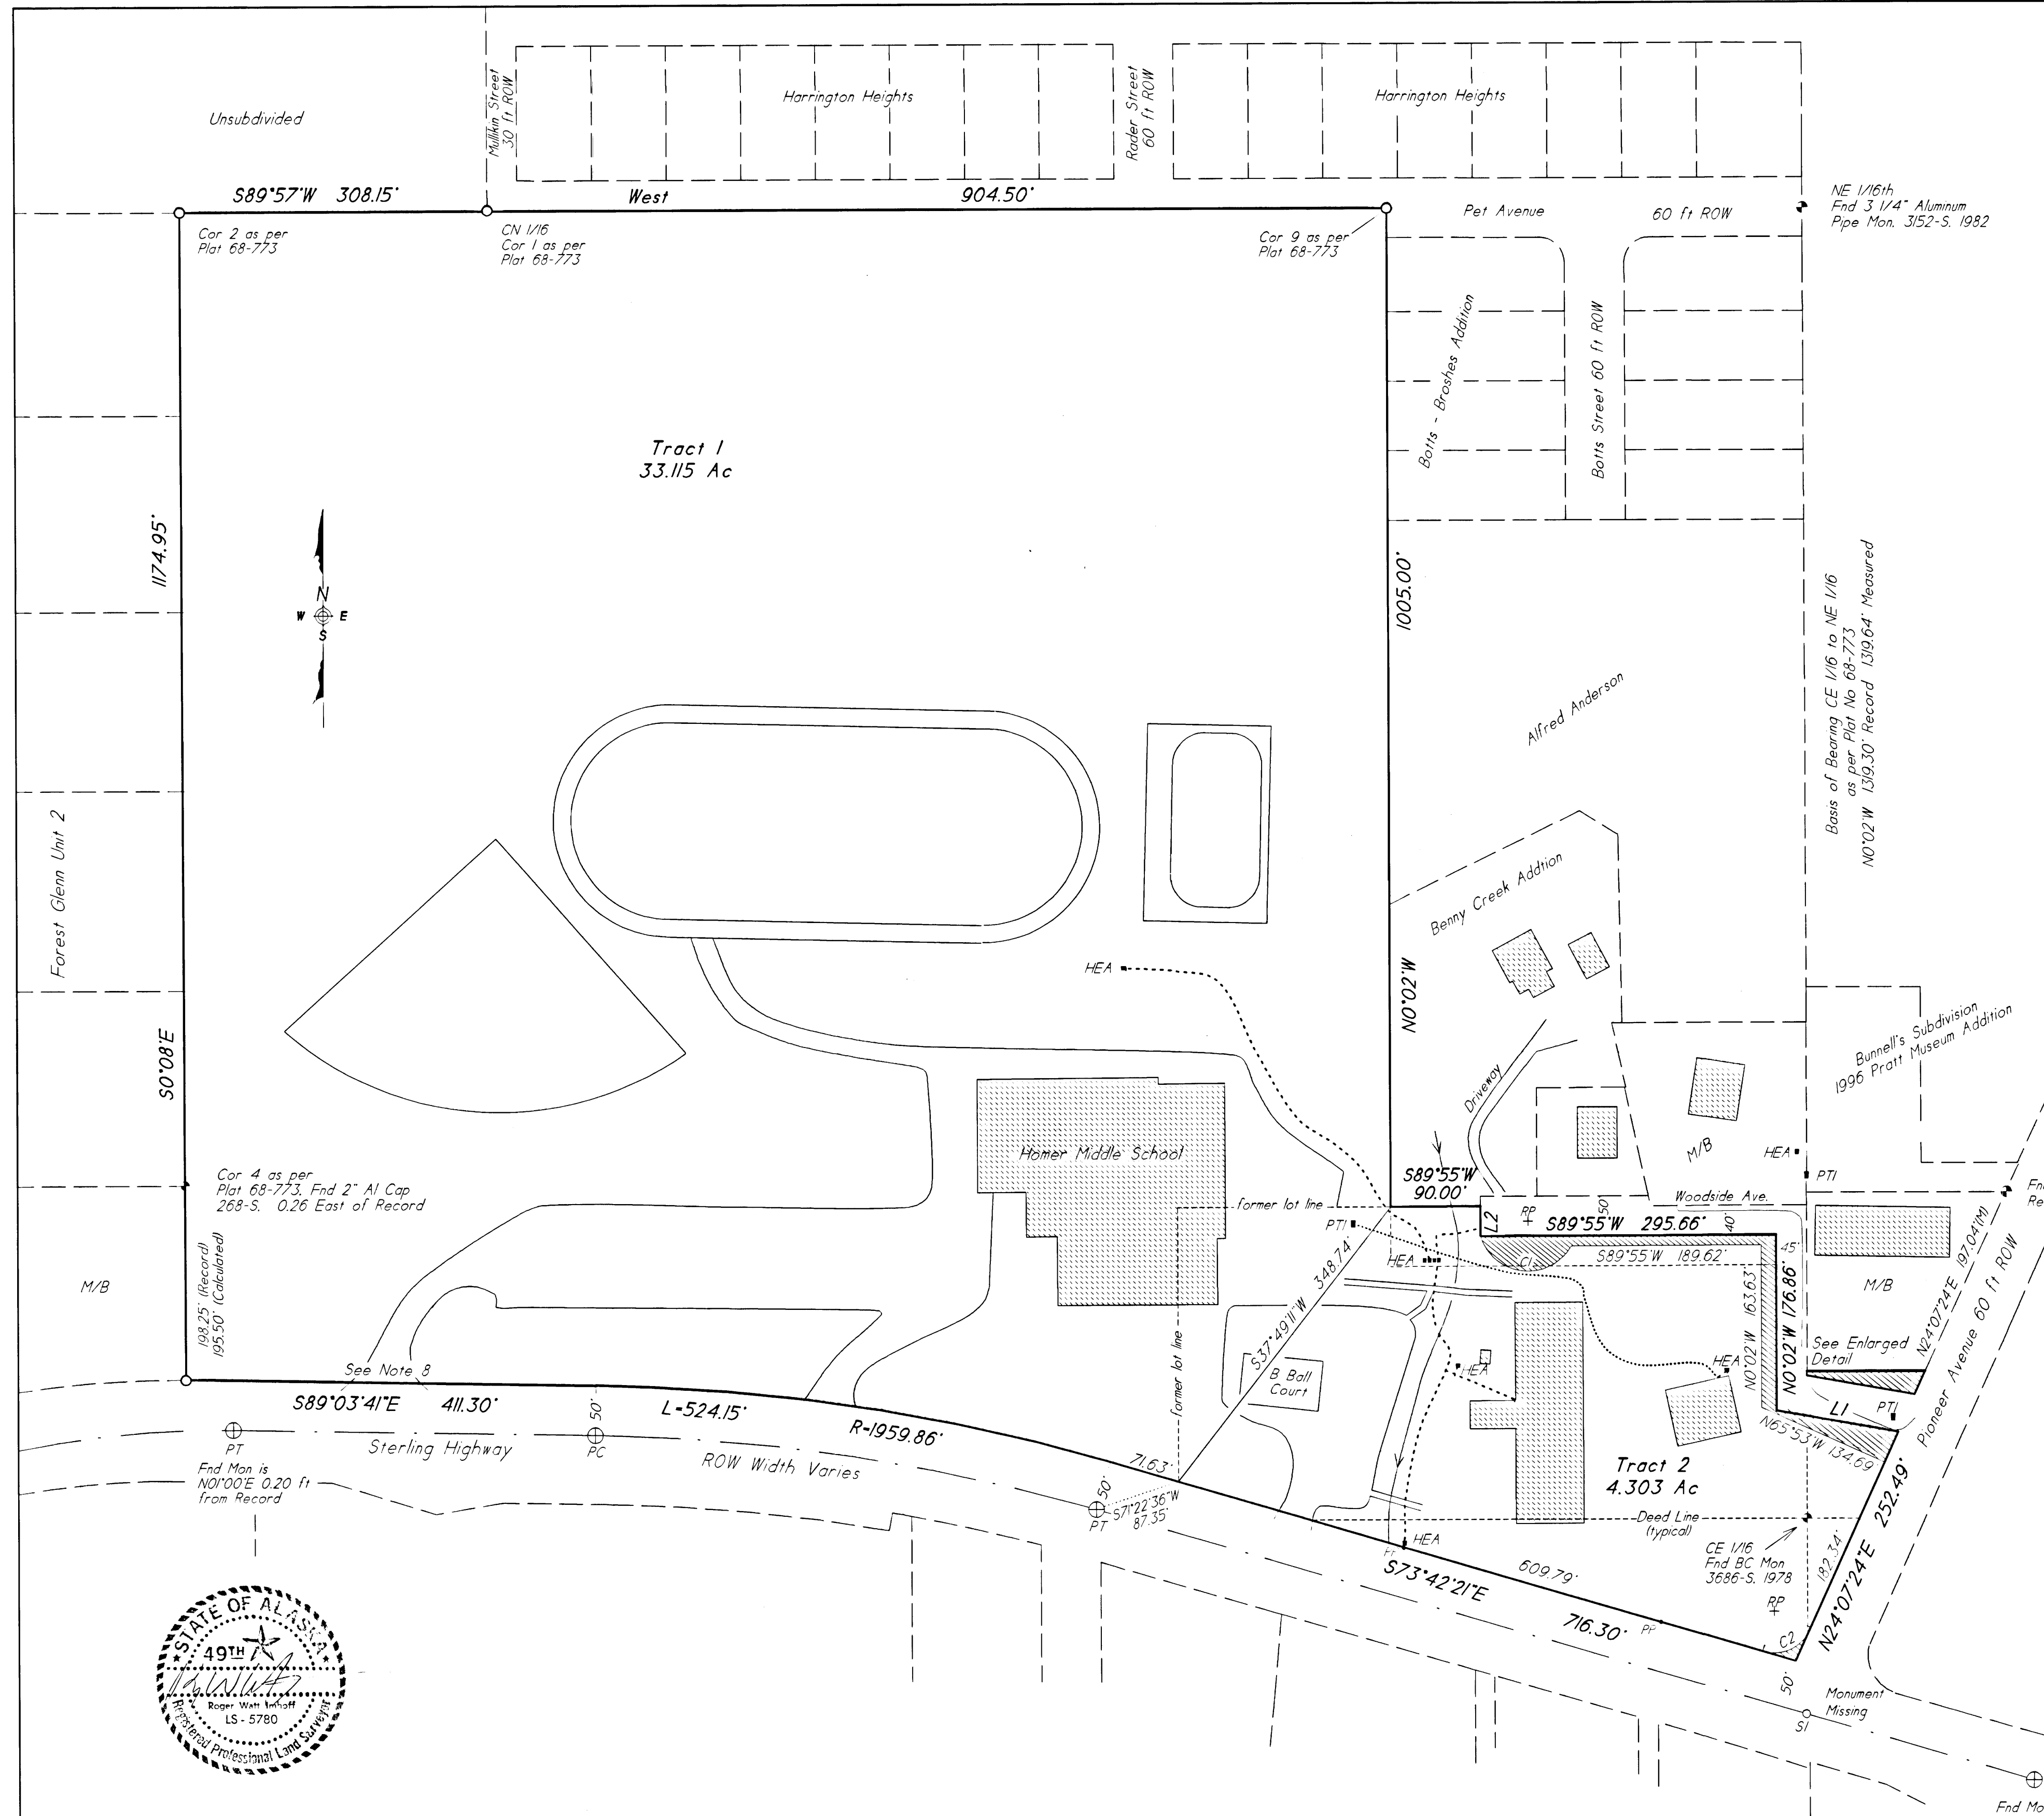 Unsubdivided
Mullikin Street
30 ft ROW
Harrington Heights
Rader Street
60 ft ROW
Harrington Heights
S89°57'W 308.15'
West
904.50'
Pet Avenue
60 ft ROW
NE 1/16th
Fnd 3 1/4" Aluminum
Pipe Mon. 3152-S. 1982
Cor 2 as per
Plat 68-773
CN 1/16
Cor 1 as per
Plat 68-773
Cor 9 as per
Plat 68-773
Botts - Broshes Addition
Botts Street 60 ft ROW
Tract 1
33.115 Ac
1174.95'
N
W E
S
1005.00'
Basis of Bearing CE 1/16 to NE 1/16
as per Plat No 68-773
N0°02'W 1319.30' Record 1319.64' Measured
Alfred Anderson
Forest Glenn Unit 2
Benny Creek Addtion
HEA
N0°02'W
S0°08'E
Bunnell's Subdivision
1996 Pratt Museum Addition
Driveway
Homer Middle School
M/B
HEA
PTI
Cor 4 as per
Plat 68-773. Fnd 2" Al Cap
268-S. 0.26 East of Record
S89°55'W
90.00'
Woodside Ave.
former lot line
PTI
L2
RP
50'
S89°55'W 295.66'
40'
HEA
C1
S89°55'W 189.62'
45'
M/B
198.25' (Record)
195.50' (Calculated)
S37°49'11"W 348.74'
former lot line
N0°02'W 163.63'
N0°02'W 176.86'
M/B
N24°07'24"E 197.04'(M)
Pioneer Avenue 60 ft ROW
See Enlarged
Detail
HEA
HEA
B Ball
Court
See Note 8
S89°03'41"E 411.30'
L=524.15'
R=1959.86'
L1
PTI
N65°53'W 134.69'
PT
Sterling Highway
50'
PC
ROW Width Varies
71.63'
Fnd Mon is
N01°00'E 0.20 ft
from Record
50'
PT
S71°22'36"W
87.35'
Tract 2
4.303 Ac
Deed Line
(typical)
HEA
CE 1/16
Fnd BC Mon
3686-S. 1978
RP
182.34'
N24°07'24"E 252.49'
S73°42'21"E
609.79'
716.30'
PP
C2
50'
Monument
Missing
S1
STATE OF ALASKA
49TH
Roger Watt Imhoff
LS - 5780
Registered Professional Land Surveyor